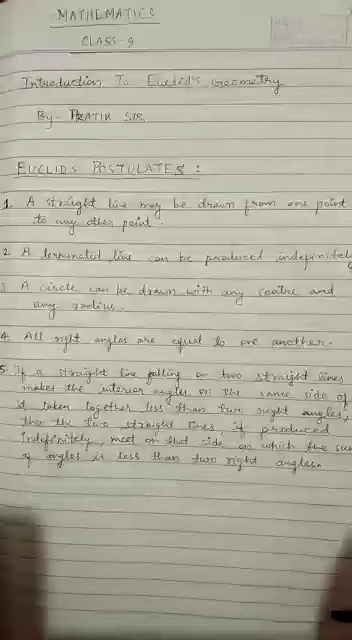 MATHEMATICS
CLASS-9
Introduction To Euclid's Geometry
By- PRATIK SIR
EUCLIDS POSTULATES :
1. A straight line may be drawn from one point
to any other point.
2 A terminated line can be produced indefinitely
3 A circle can be drawn with any centre and
any radius.
4. All right angles are equal to one another.
5. If a straight line falling on two straight lines
makes the interior angles on the same side of
it taken together less than two right angles,
then the two straight lines, if produced
indefinitely, meet on that side on which the sum
of angles is less than two right angles.